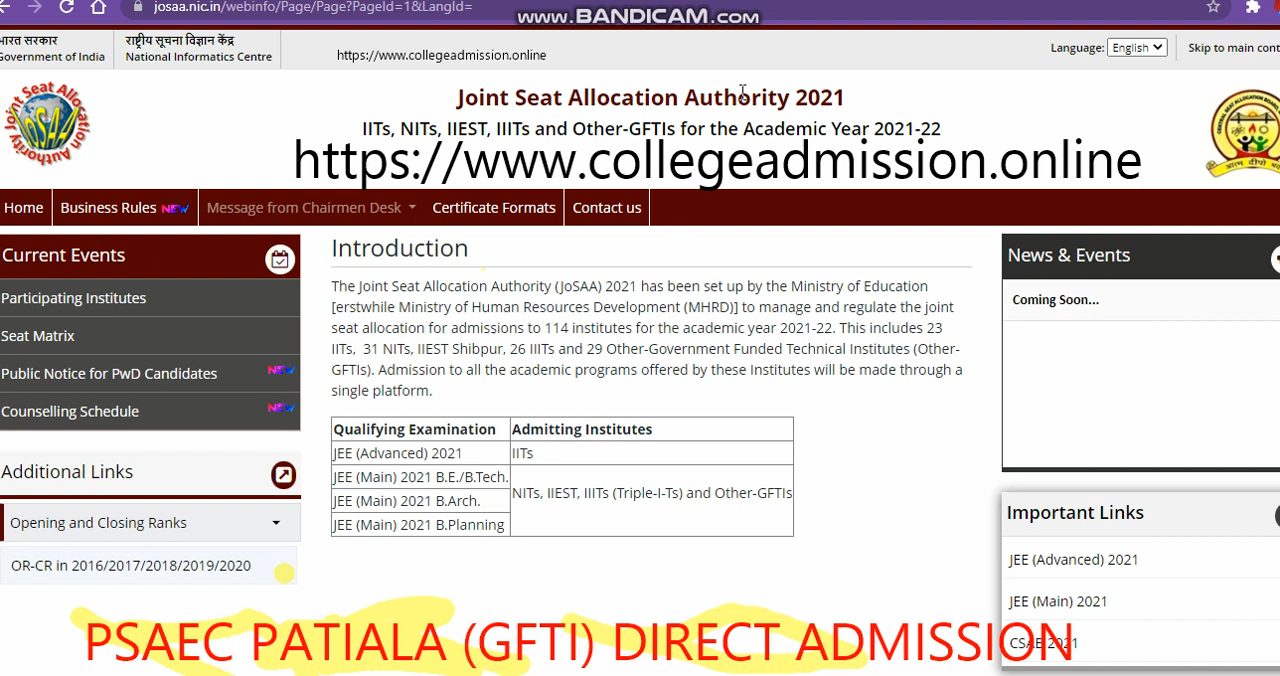 josaa.nic.in/webinfo/Page/Page?PageId=1&LangId=
www.BANDICAM.com
भारत सरकार
Government of India
राष्ट्रीय सूचना विज्ञान केंद्र
National Informatics Centre
https://www.collegeadmission.online
Language: English
Skip to main cont
Joint Seat Allocation Authority 2021
IITs, NITs, IIEST, IIITs and Other-GFTIs for the Academic Year 2021-22
https://www.collegeadmission.online
Joint Seat Allocation Authority
JoSAA
Home
Business Rules NEW
Message from Chairmen Desk
Certificate Formats
Contact us
Current Events
Participating Institutes
Seat Matrix
Public Notice for PwD Candidates NEW
Counselling Schedule NEW
Additional Links
Opening and Closing Ranks
OR-CR in 2016/2017/2018/2019/2020
Introduction
The Joint Seat Allocation Authority (JoSAA) 2021 has been set up by the Ministry of Education
[erstwhile Ministry of Human Resources Development (MHRD)] to manage and regulate the joint
seat allocation for admissions to 114 institutes for the academic year 2021-22. This includes 23
IITs, 31 NITs, IIEST Shibpur, 26 IIITs and 29 Other-Government Funded Technical Institutes (Other-
GFTIs). Admission to all the academic programs offered by these Institutes will be made through a
single platform.
Qualifying Examination Admitting Institutes
JEE (Advanced) 2021 IITs
JEE (Main) 2021 B.E./B.Tech.
JEE (Main) 2021 B.Arch.
JEE (Main) 2021 B.Planning
NITs, IIEST, IIITs (Triple-I-Ts) and Other-GFTIs
News & Events
Coming Soon...
Important Links
JEE (Advanced) 2021
JEE (Main) 2021
CSAB 2021
PSAEC PATIALA (GFTI) DIRECT ADMISSION